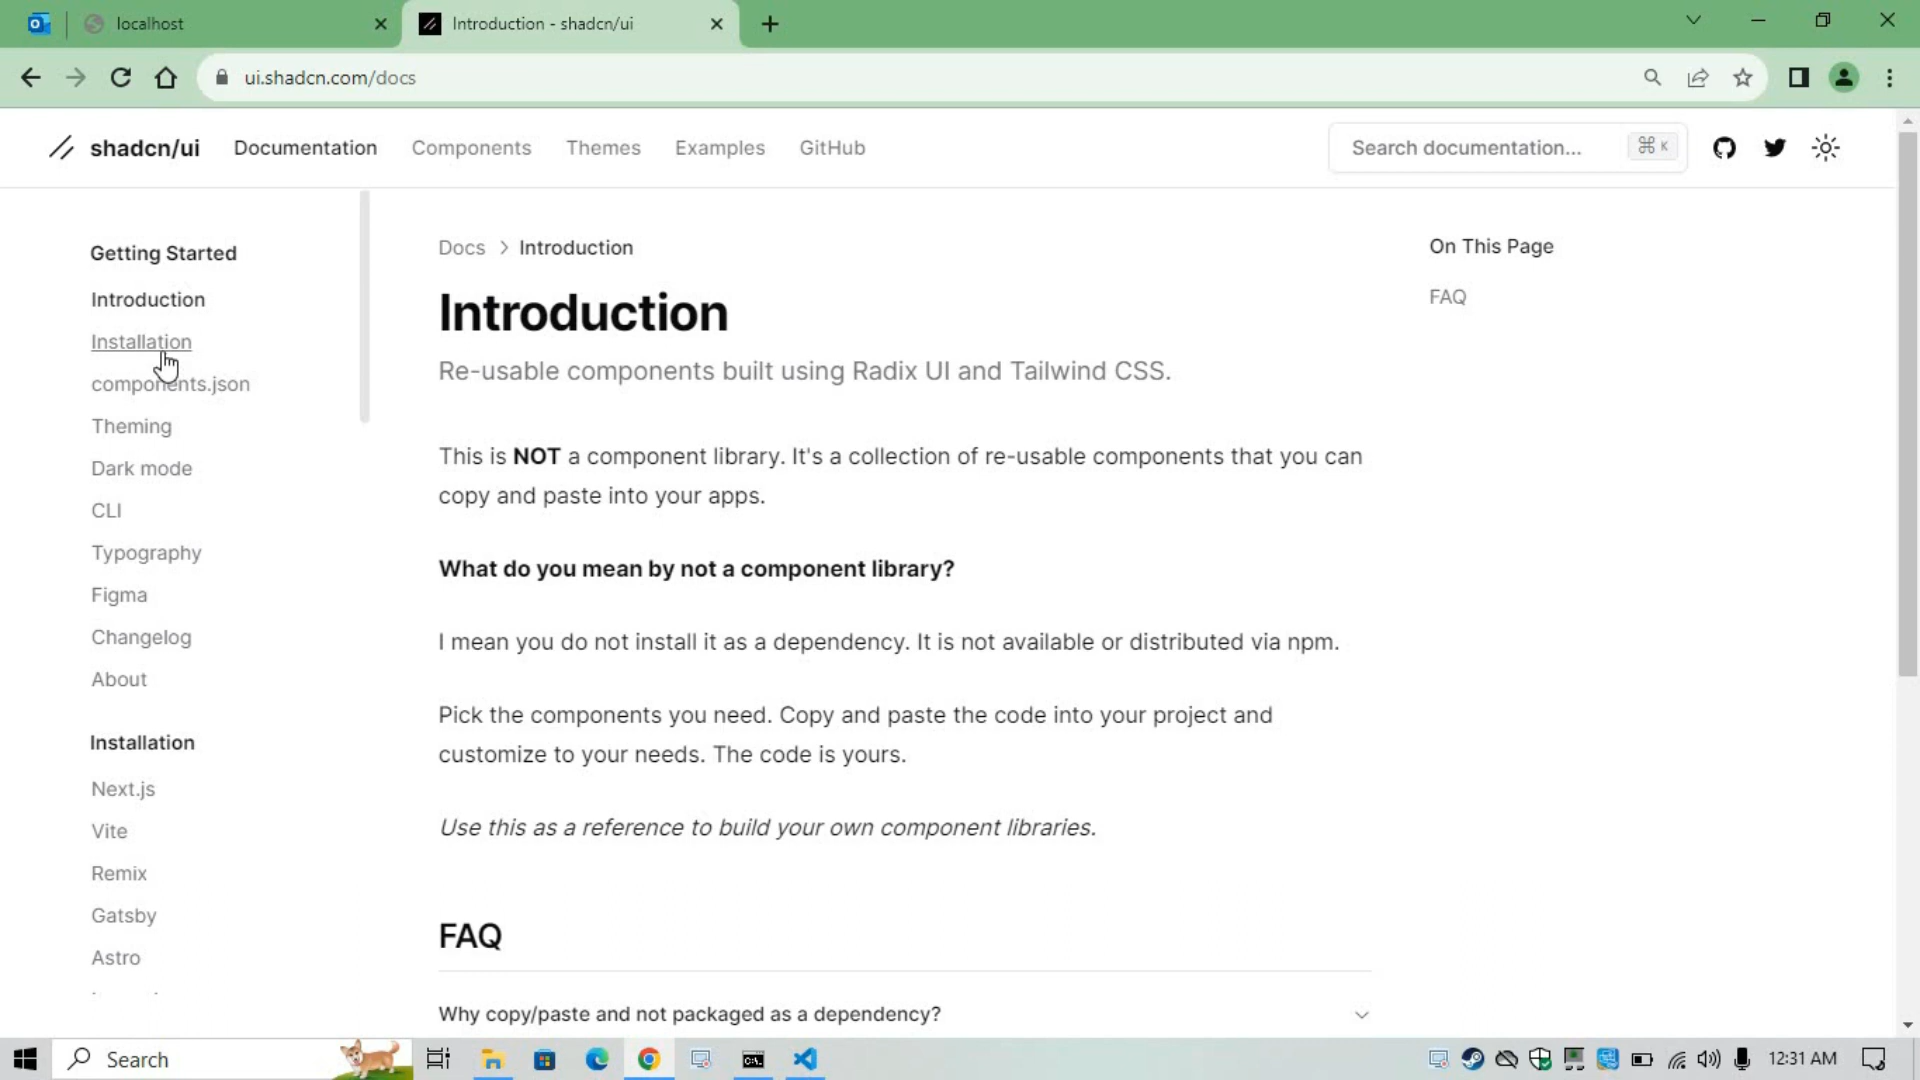 localhost
Introduction - shadcn/ui
ui.shadcn.com/docs
shadcn/ui
Documentation
Components
Themes
Examples
GitHub
Search documentation...
⌘ K
Getting Started
Introduction
Installation
components.json
Theming
Dark mode
CLI
Typography
Figma
Changelog
About
Installation
Next.js
Vite
Remix
Gatsby
Astro
Docs > Introduction
Introduction
Re-usable components built using Radix UI and Tailwind CSS.
This is NOT a component library. It's a collection of re-usable components that you can
copy and paste into your apps.
What do you mean by not a component library?
I mean you do not install it as a dependency. It is not available or distributed via npm.
Pick the components you need. Copy and paste the code into your project and
customize to your needs. The code is yours.
Use this as a reference to build your own component libraries.
FAQ
Why copy/paste and not packaged as a dependency?
On This Page
FAQ
Search
12:31 AM